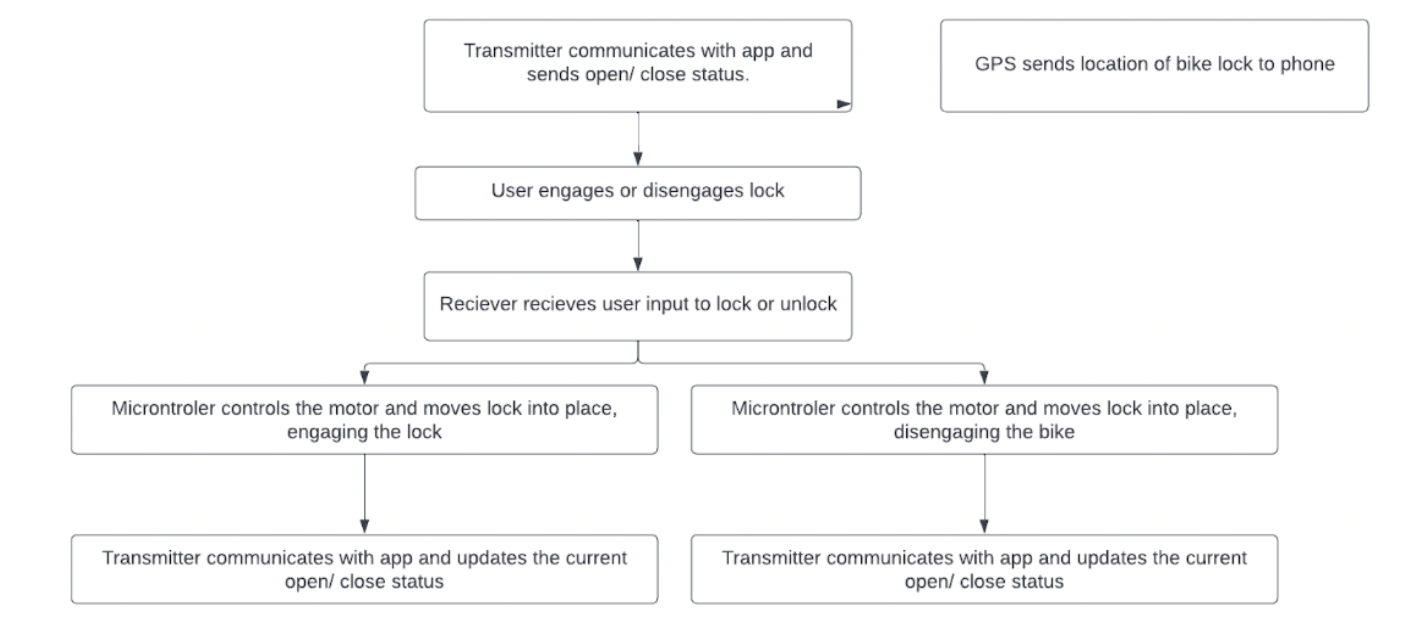 Transmitter communicates with app and
sends open/ close status.
GPS sends location of bike lock to phone
User engages or disengages lock
Reciever recieves user input to lock or unlock
Microntroler controls the motor and moves lock into place,
engaging the lock
Microntroler controls the motor and moves lock into place,
disengaging the bike
Transmitter communicates with app and updates the current
open/ close status
Transmitter communicates with app and updates the current
open/ close status